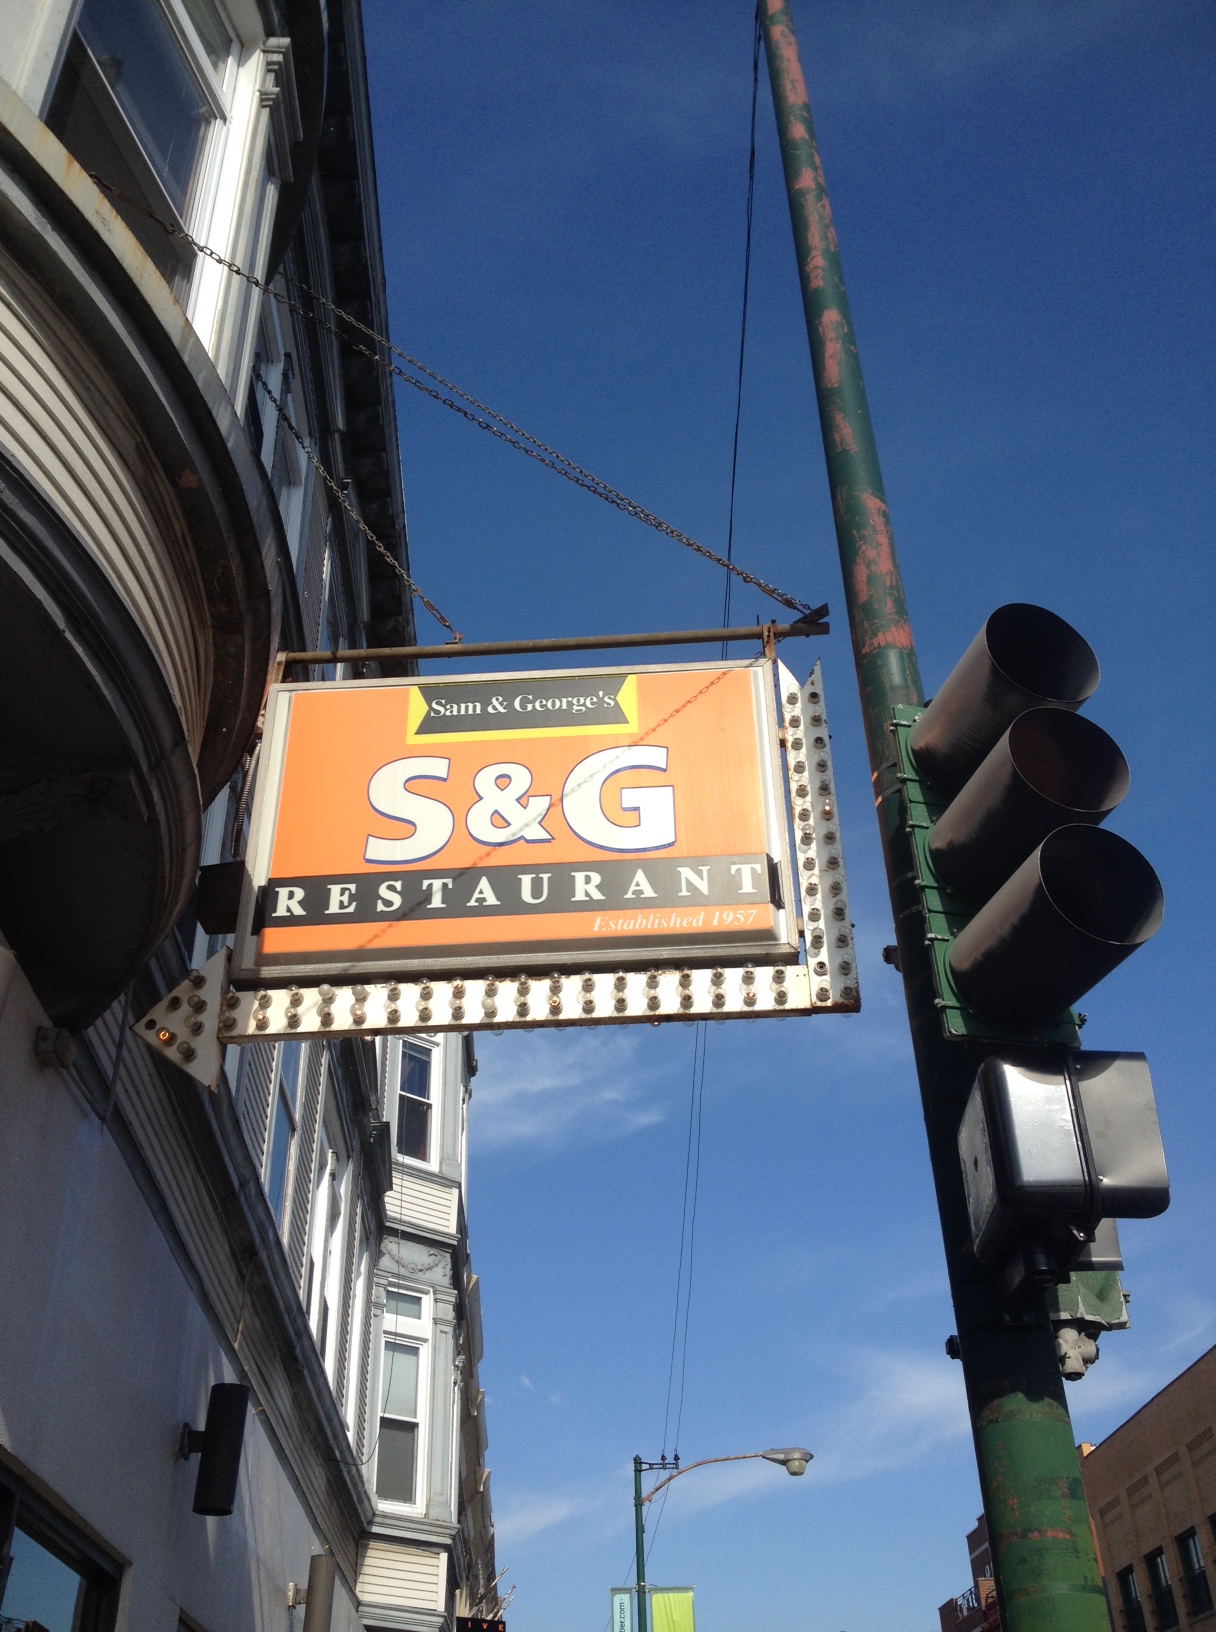 Sam & George's
S&G
RESTAURANT
Established 1957